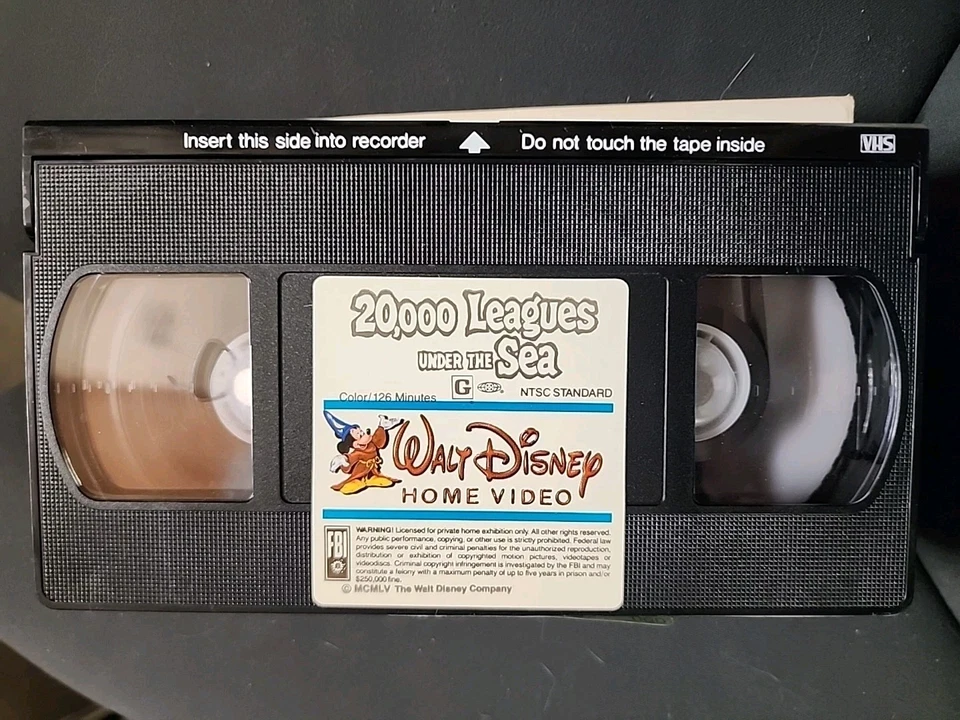 Insert this side into recorder Do not touch the tape inside VHS
20,000 Leagues
UNDER THE Sea
G
Color/126 Minutes NTSC STANDARD
WALT DISNEY
HOME VIDEO
FBI
WARNING! Licensed for private home exhibition only. All other rights reserved.
Any public performance, copying, or other use is strictly prohibited. Federal law
provides severe civil and criminal penalties for the unauthorized reproduction,
distribution or exhibition of copyrighted motion pictures, videotapes or
videodiscs. Criminal copyright infringement is investigated by the FBI and may
constitute a felony with a maximum penalty of up to five years in prison and/or
$250,000 fine.
© MCMLV The Walt Disney Company